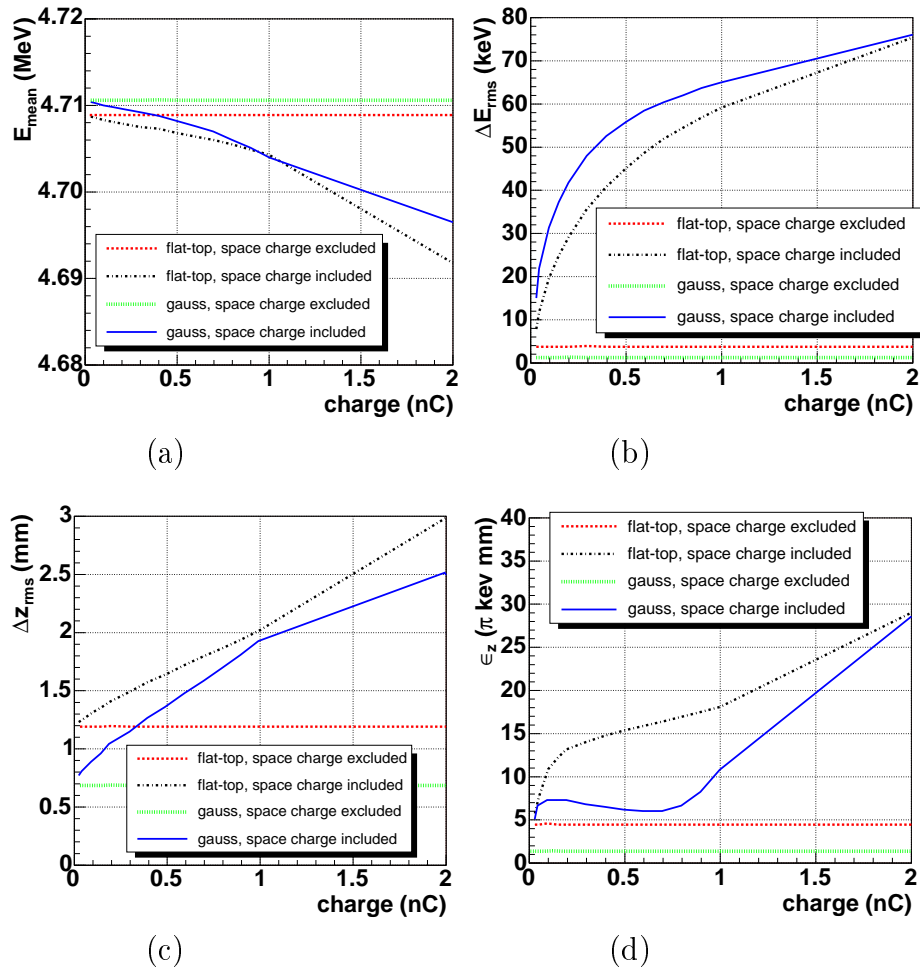 E_mean (MeV)
4.72
4.71
4.70
4.69
4.68
flat-top, space charge excluded
flat-top, space charge included
gauss, space charge excluded
gauss, space charge included
0 0.5 1 1.5 2
charge (nC)
(a)
ΔE_rms (keV)
80
70
60
50
40
30
20
10
0
flat-top, space charge excluded
flat-top, space charge included
gauss, space charge excluded
gauss, space charge included
0 0.5 1 1.5 2
charge (nC)
(b)
Δz_rms (mm)
3
2.5
2
1.5
1
0.5
0
flat-top, space charge excluded
flat-top, space charge included
gauss, space charge excluded
gauss, space charge included
0 0.5 1 1.5 2
charge (nC)
(c)
ϵ_z (π kev mm)
40
35
30
25
20
15
10
5
0
flat-top, space charge excluded
flat-top, space charge included
gauss, space charge excluded
gauss, space charge included
0 0.5 1 1.5 2
charge (nC)
(d)